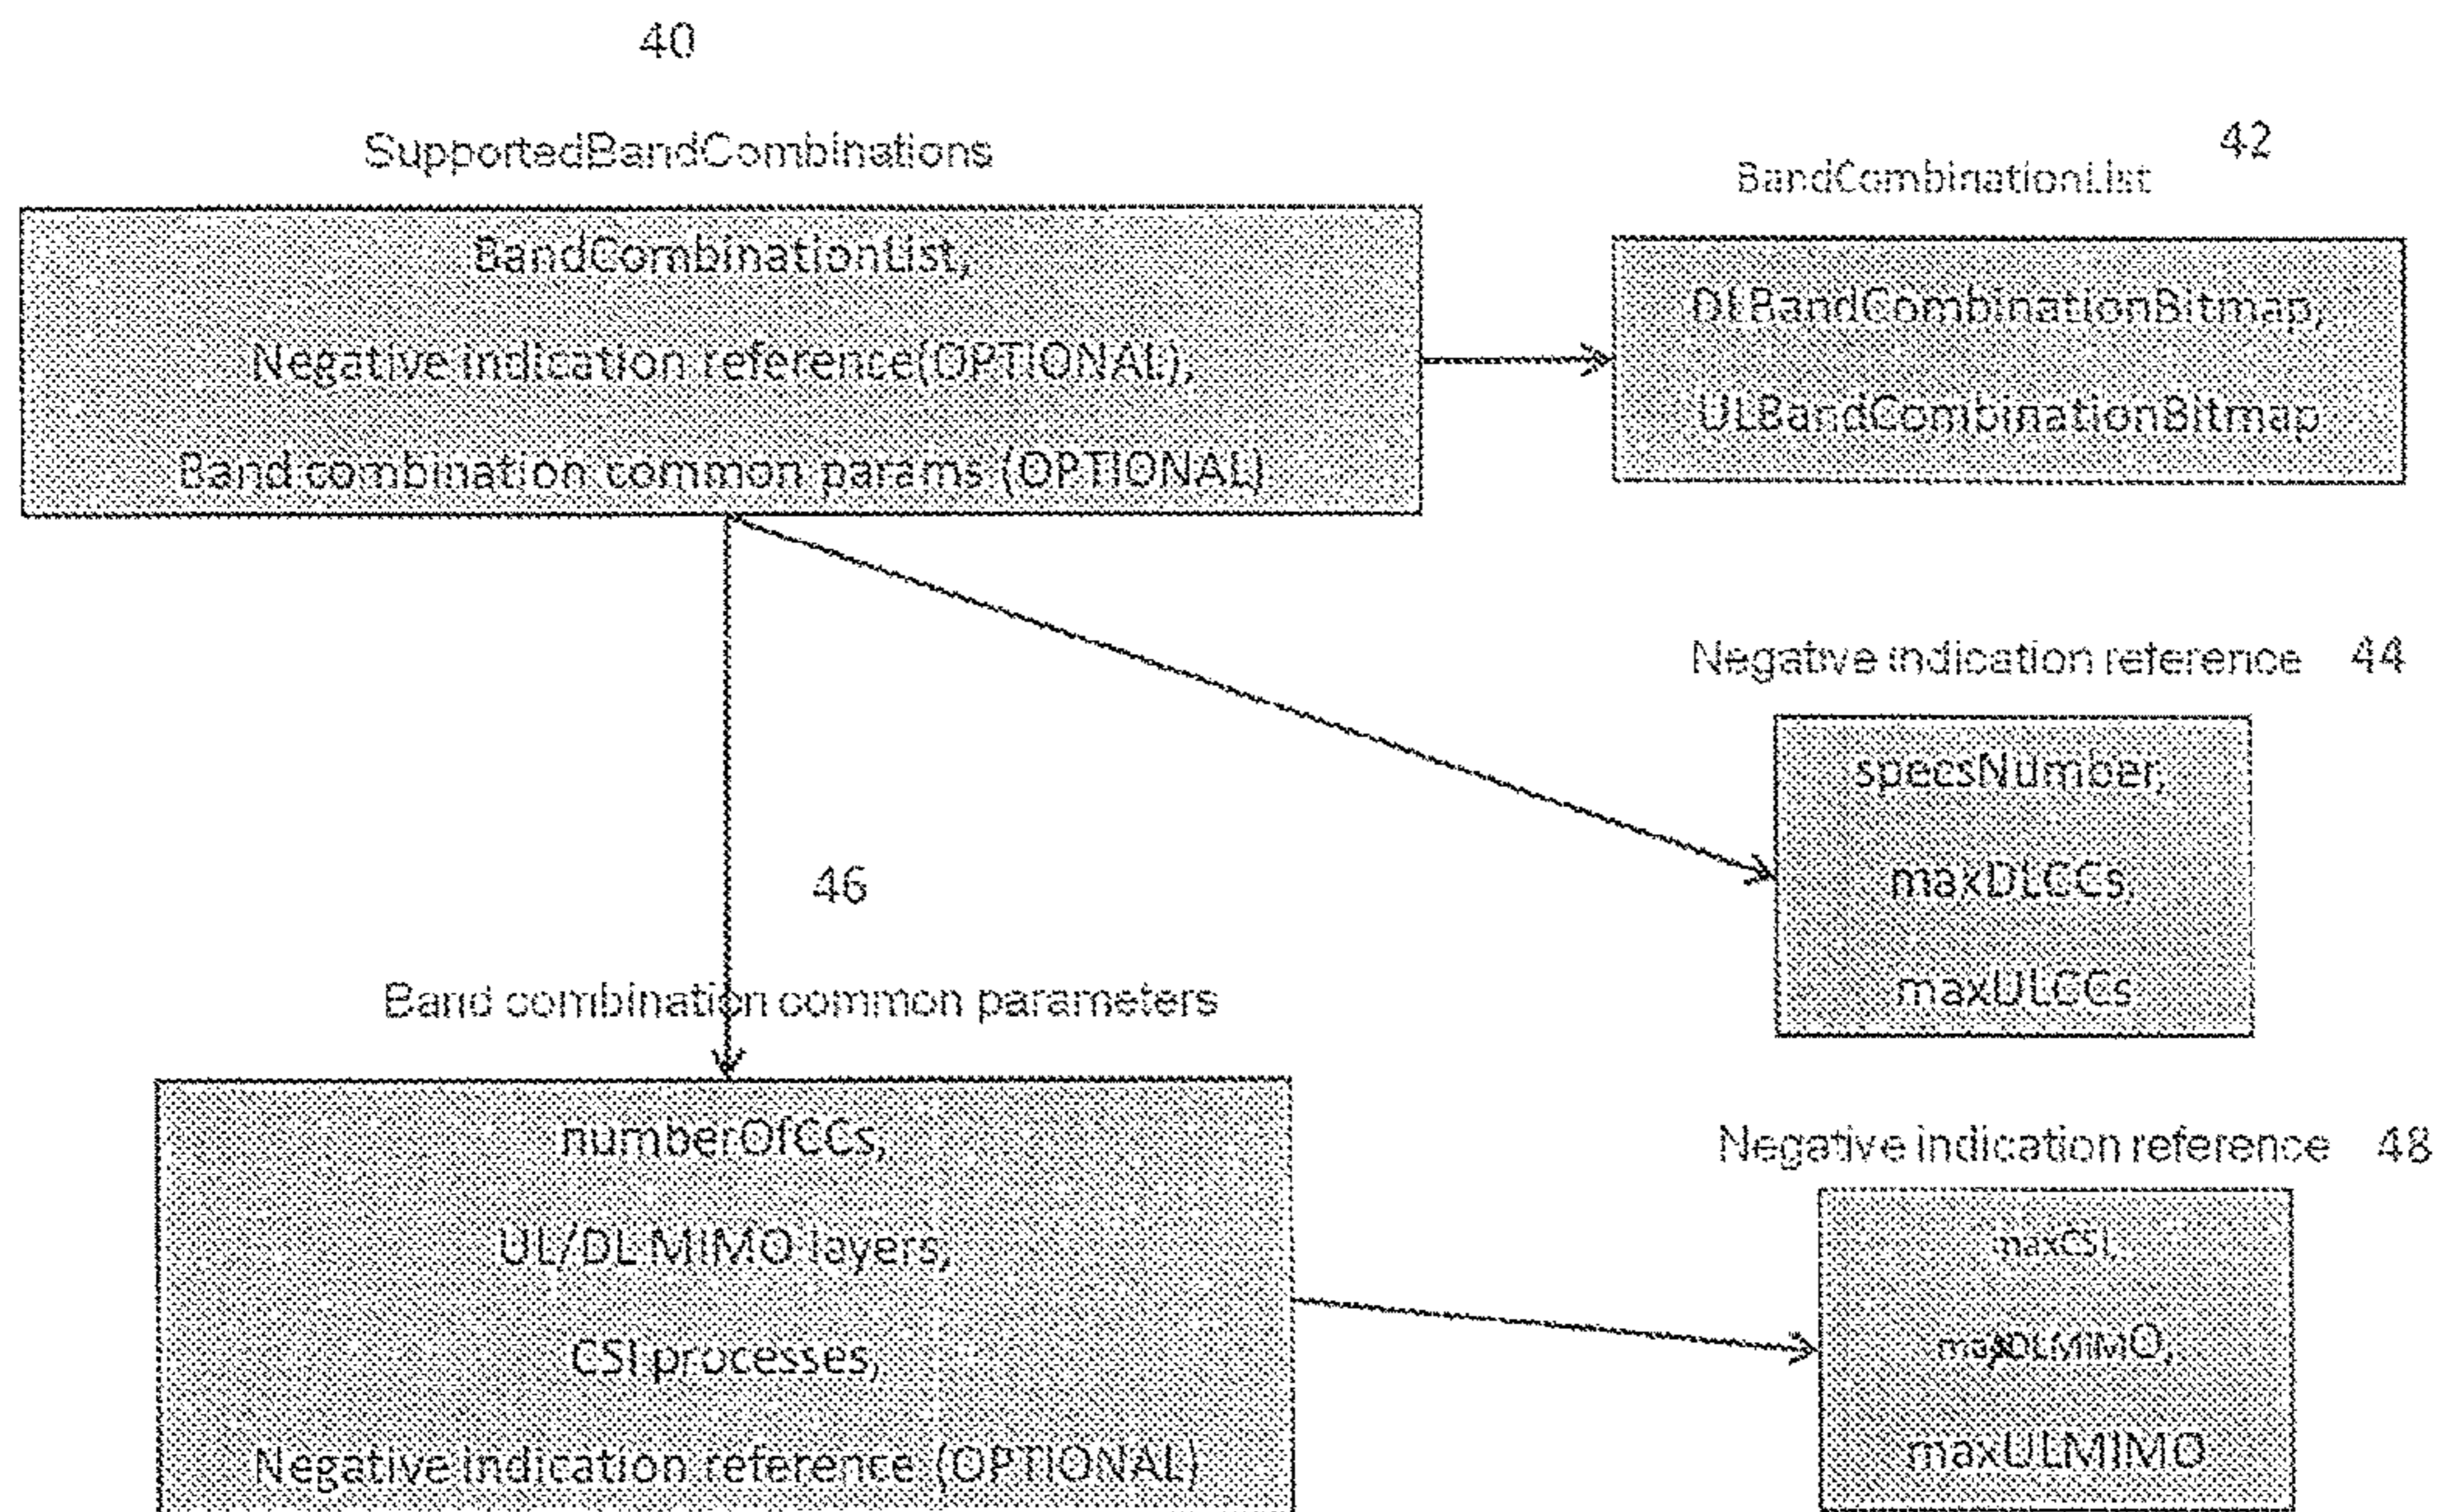 40
SupportedBandCombinations
BandCombinationList,
Negative indication reference(OPTIONAL),
Band combination common params (OPTIONAL)
42
BandCombinationList
DLBandCombinationBitmap,
ULBandCombinationBitmap
Negative indication reference 44
specsNumber,
maxDLCCs,
maxULCCs
46
Band combination common parameters
numberOfCCs,
UL/DL MIMO layers,
CSI processes,
Negative indication reference (OPTIONAL)
Negative indication reference 48
maxCSI,
maxDLMIMO,
maxULMIMO